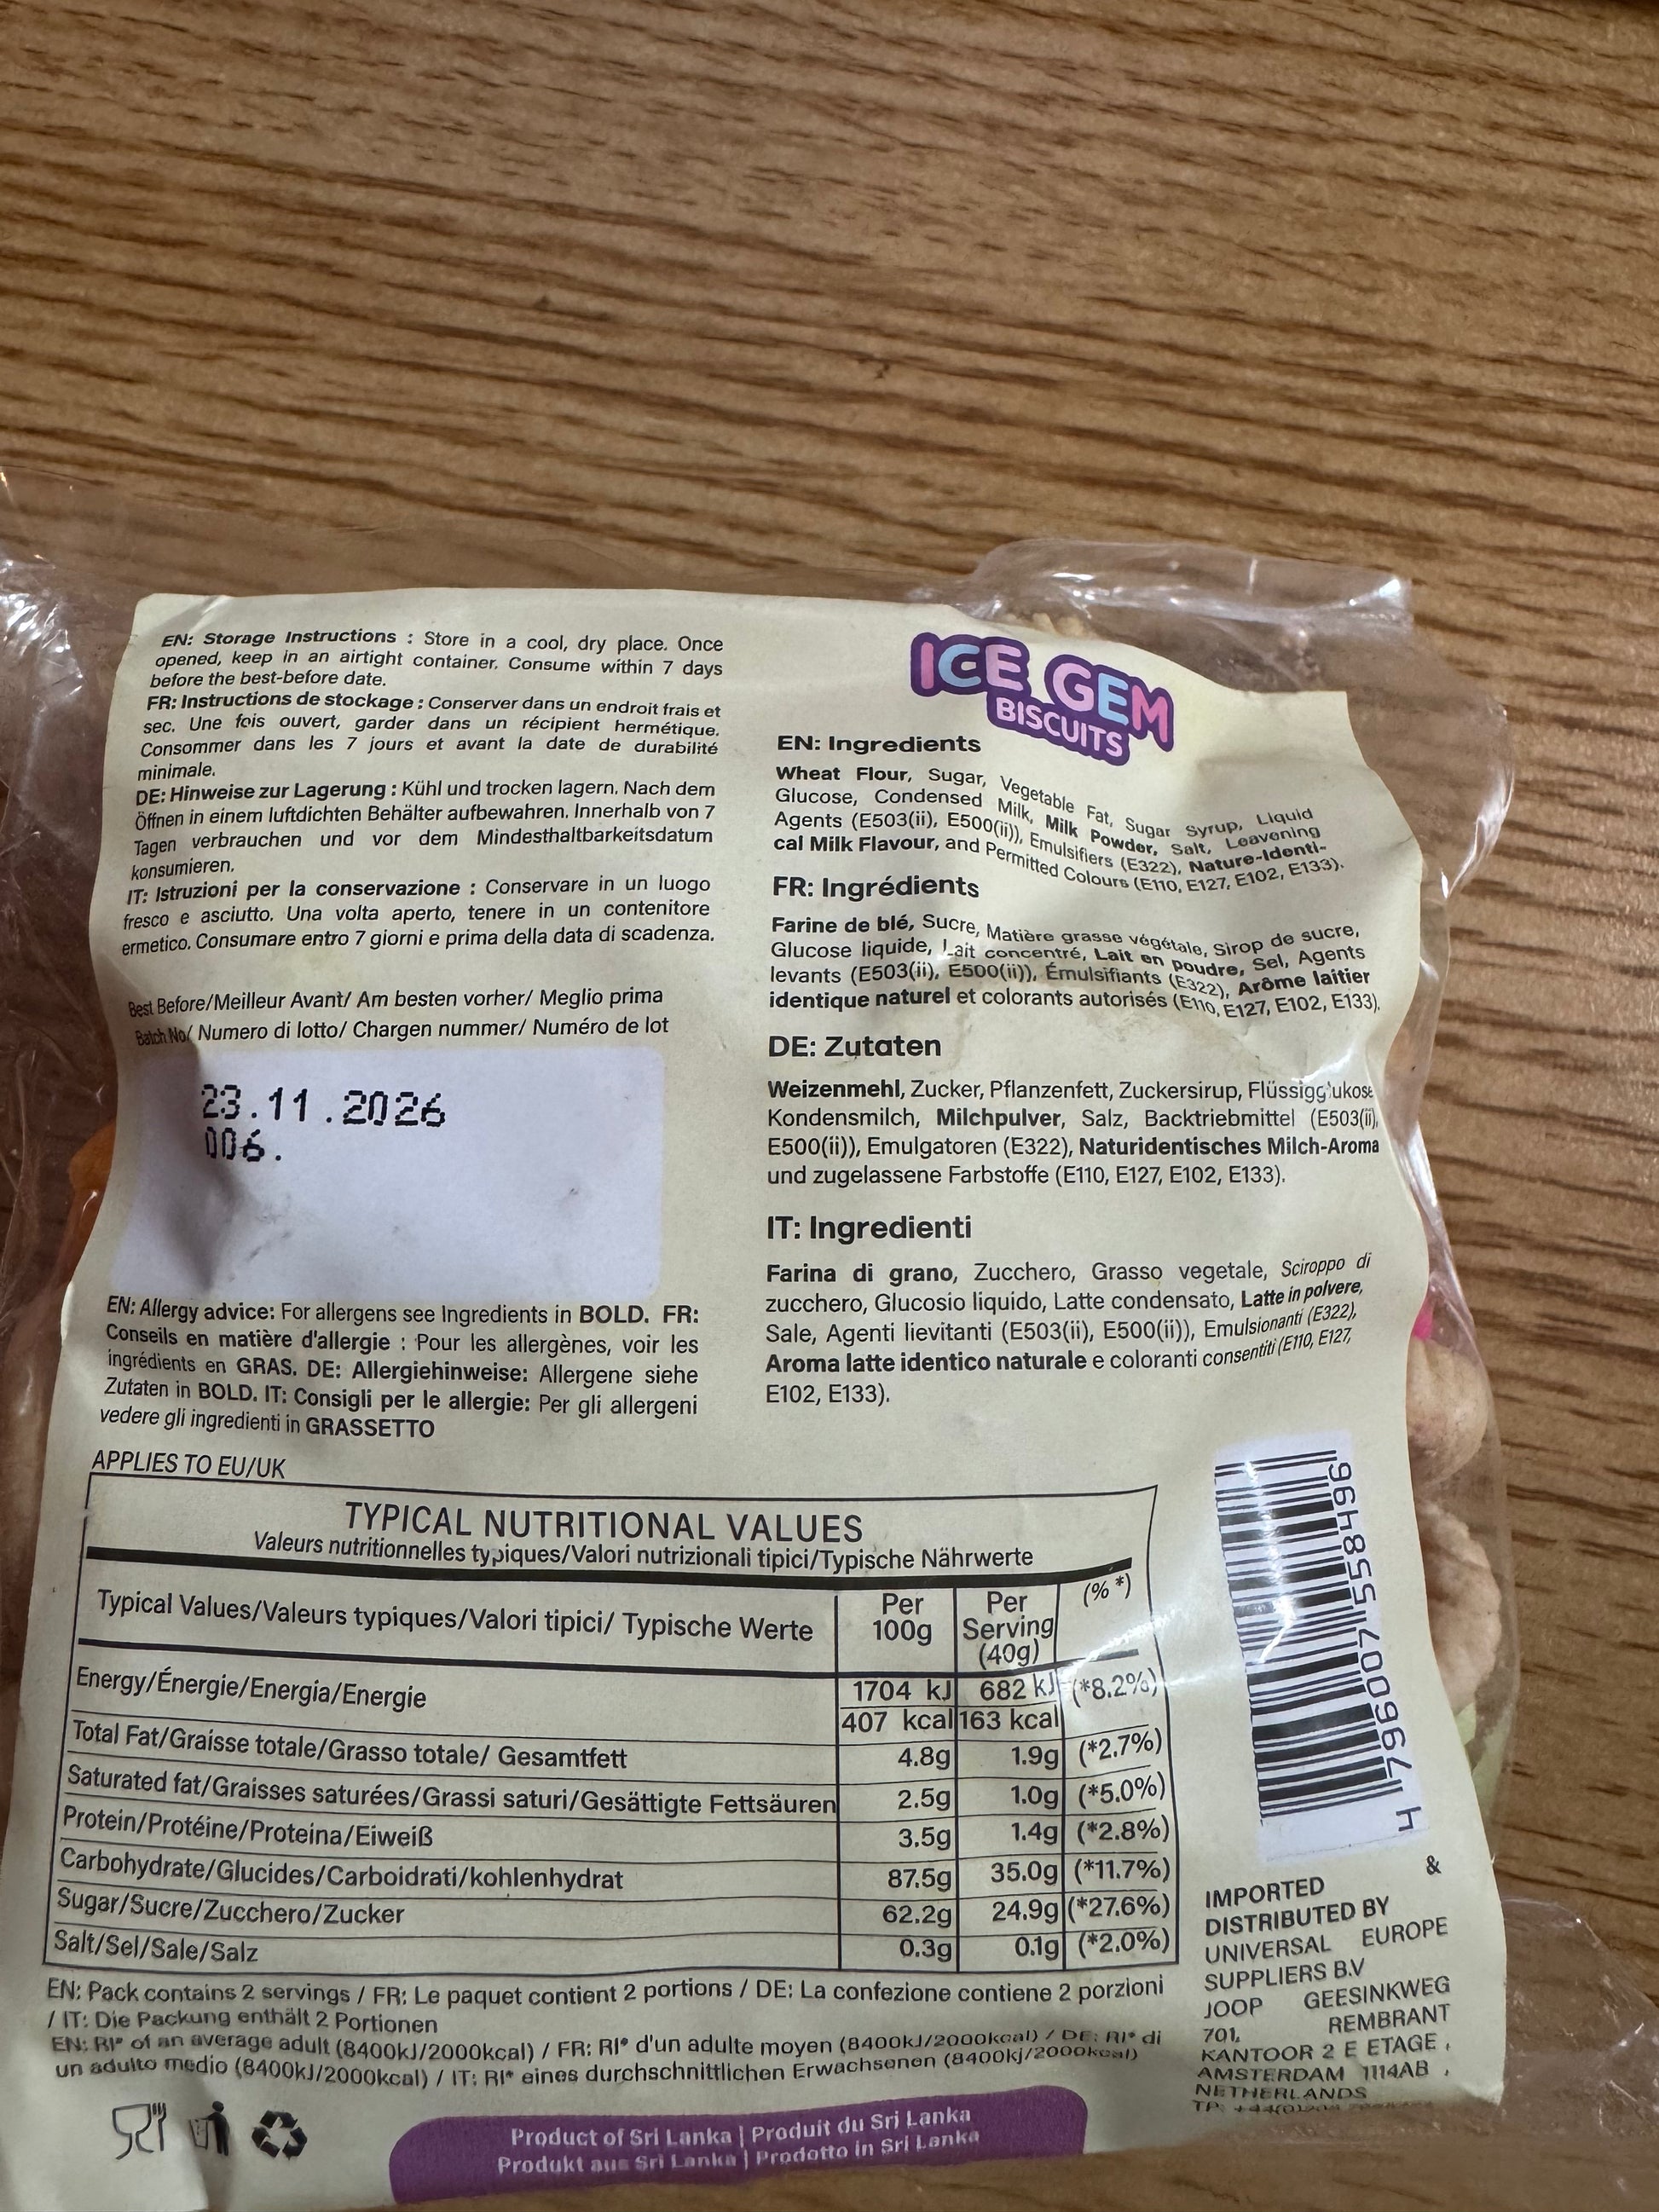 EN: Storage Instructions : Store in a cool, dry place. Once
opened, keep in an airtight container. Consume within 7 days
before the best-before date.
FR: Instructions de stockage : Conserver dans un endroit frais et
sec. Une fois ouvert, garder dans un récipient hermétique.
Consommer dans les 7 jours et avant la date de durabilité
minimale.
DE: Hinweise zur Lagerung : Kühl und trocken lagern. Nach dem
Öffnen in einem luftdichten Behälter aufbewahren. Innerhalb von 7
Tagen verbrauchen und vor dem Mindesthaltbarkeitsdatum
konsumieren.
IT: Istruzioni per la conservazione : Conservare in un luogo
fresco e asciutto. Una volta aperto, tenere in un contenitore
ermetico. Consumare entro 7 giorni e prima della data di scadenza.
Best Before/Meilleur Avant/ Am besten vorher/ Meglio prima
Batch No/ Numero di lotto/ Chargen nummer/ Numéro de lot
23.11.2026
006.
EN: Allergy advice: For allergens see Ingredients in BOLD. FR:
Conseils en matière d'allergie : Pour les allergènes, voir les
ingrédients en GRAS. DE: Allergiehinweise: Allergene siehe
Zutaten in BOLD. IT: Consigli per le allergie: Per gli allergeni
vedere gli ingredienti in GRASSETTO
ICE GEM
BISCUITS
EN: Ingredients
Wheat Flour, Sugar, Vegetable Fat, Sugar Syrup, Liquid
Glucose, Condensed Milk, Milk Powder, Salt, Leavening
Agents (E503(ii), E500(ii)), Emulsifiers (E322), Nature-Identi-
cal Milk Flavour, and Permitted Colours (E110, E127, E102, E133).
FR: Ingrédients
Farine de blé, Sucre, Matière grasse végétale, Sirop de sucre,
Glucose liquide, Lait concentré, Lait en poudre, Sel, Agents
levants (E503(ii), E500(ii)), Émulsifiants (E322), Arôme laitier
identique naturel et colorants autorisés (E110, E127, E102, E133).
DE: Zutaten
Weizenmehl, Zucker, Pflanzenfett, Zuckersirup, Flüssigglukose
Kondensmilch, Milchpulver, Salz, Backtriebmittel (E503(ii),
E500(ii)), Emulgatoren (E322), Naturidentisches Milch-Aroma
und zugelassene Farbstoffe (E110, E127, E102, E133).
IT: Ingredienti
Farina di grano, Zucchero, Grasso vegetale, Sciroppo di
zucchero, Glucosio liquido, Latte condensato, Latte in polvere,
Sale, Agenti lievitanti (E503(ii), E500(ii)), Emulsionanti (E322),
Aroma latte identico naturale e coloranti consentiti (E110, E127,
E102, E133).
APPLIES TO EU/UK
TYPICAL NUTRITIONAL VALUES
Valeurs nutritionnelles typiques/Valori nutrizionali tipici/Typische Nährwerte
Typical Values/Valeurs typiques/Valori tipici/ Typische Werte Per 100g Per Serving (40g) (% *)
Energy/Énergie/Energia/Energie 1704 kJ 682 kJ (*8.2%)
407 kcal 163 kcal
Total Fat/Graisse totale/Grasso totale/ Gesamtfett 4.8g 1.9g (*2.7%)
Saturated fat/Graisses saturées/Grassi saturi/Gesättigte Fettsäuren 2.5g 1.0g (*5.0%)
Protein/Protéine/Proteina/Eiweiß 3.5g 1.4g (*2.8%)
Carbohydrate/Glucides/Carboidrati/kohlenhydrat 87.5g 35.0g (*11.7%)
Sugar/Sucre/Zucchero/Zucker 62.2g 24.9g (*27.6%)
Salt/Sel/Sale/Salz 0.3g 0.1g (*2.0%)
EN: Pack contains 2 servings / FR: Le paquet contient 2 portions / DE: La confezione contiene 2 porzioni
/ IT: Die Packung enthält 2 Portionen
EN: RI* of an average adult (8400kJ/2000kcal) / FR: RI* d'un adulte moyen (8400kJ/2000kcal) / DE: RI* di
un adulto medio (8400kJ/2000kcal) / IT: RI* eines durchschnittlichen Erwachsenen (8400kj/2000kcal)
4 796007 558496
IMPORTED &
DISTRIBUTED BY
UNIVERSAL EUROPE
SUPPLIERS B.V
JOOP GEESINKWEG
701, REMBRANT
KANTOOR 2 E ETAGE ,
AMSTERDAM 1114AB ,
NETHERLANDS
TP:
Product of Sri Lanka | Produit du Sri Lanka
Produkt aus Sri Lanka | Prodotto in Sri Lanka